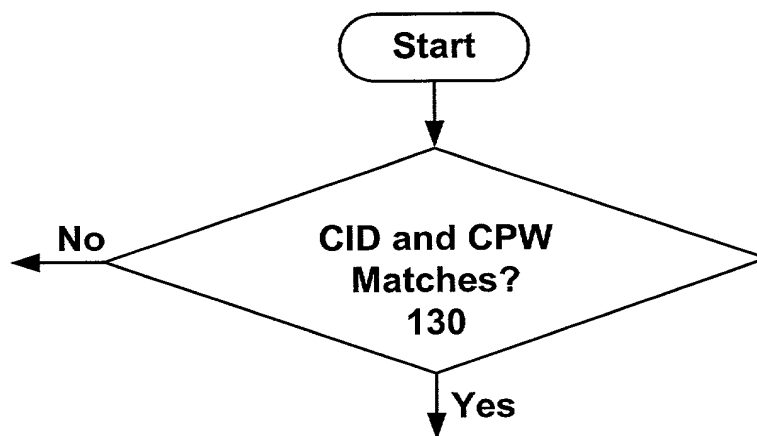 Start
No
CID and CPW
Matches?
130
Yes